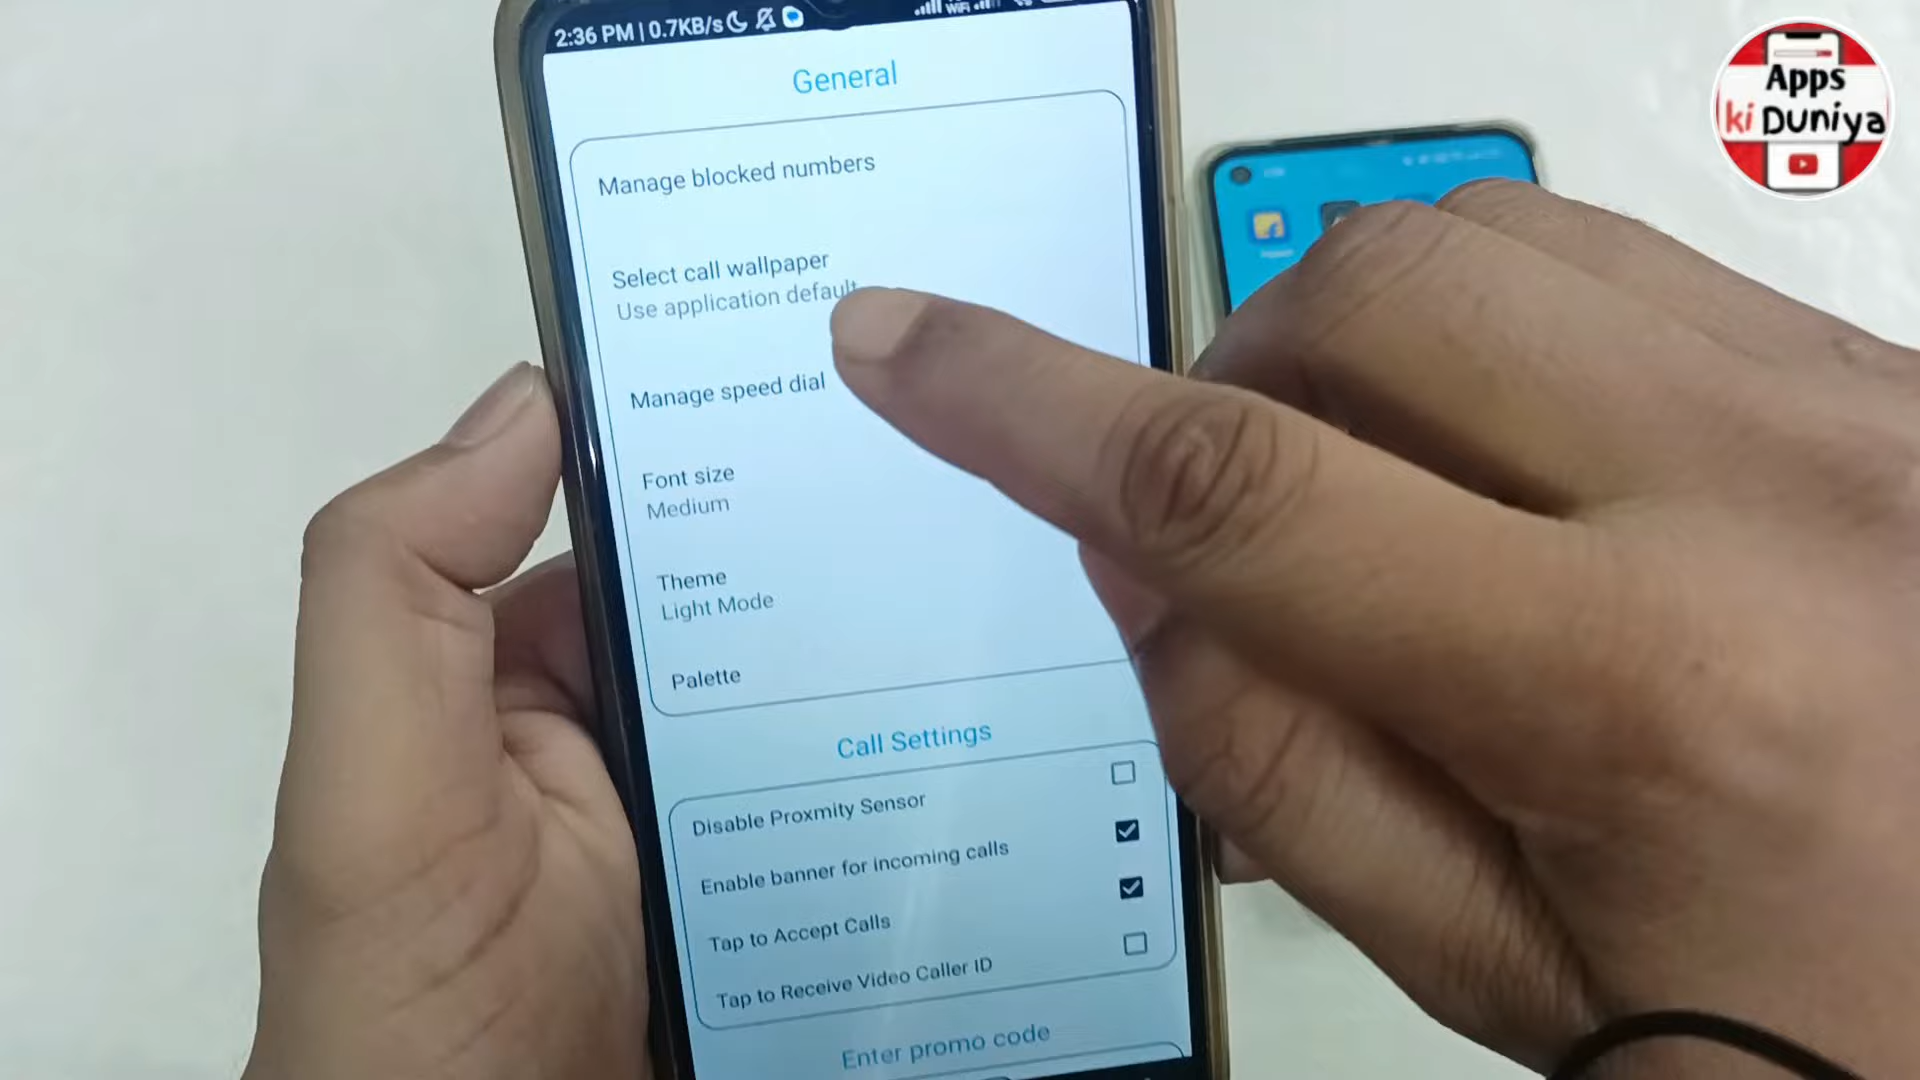 2:36 PM | 0.7KB/s
WiFi
Apps
ki Duniya
General
Manage blocked numbers
Select call wallpaper
Use application default
Manage speed dial
Font size
Medium
Theme
Light Mode
Palette
Call Settings
Disable Proxmity Sensor
Enable banner for incoming calls
Tap to Accept Calls
Tap to Receive Video Caller ID
Enter promo code